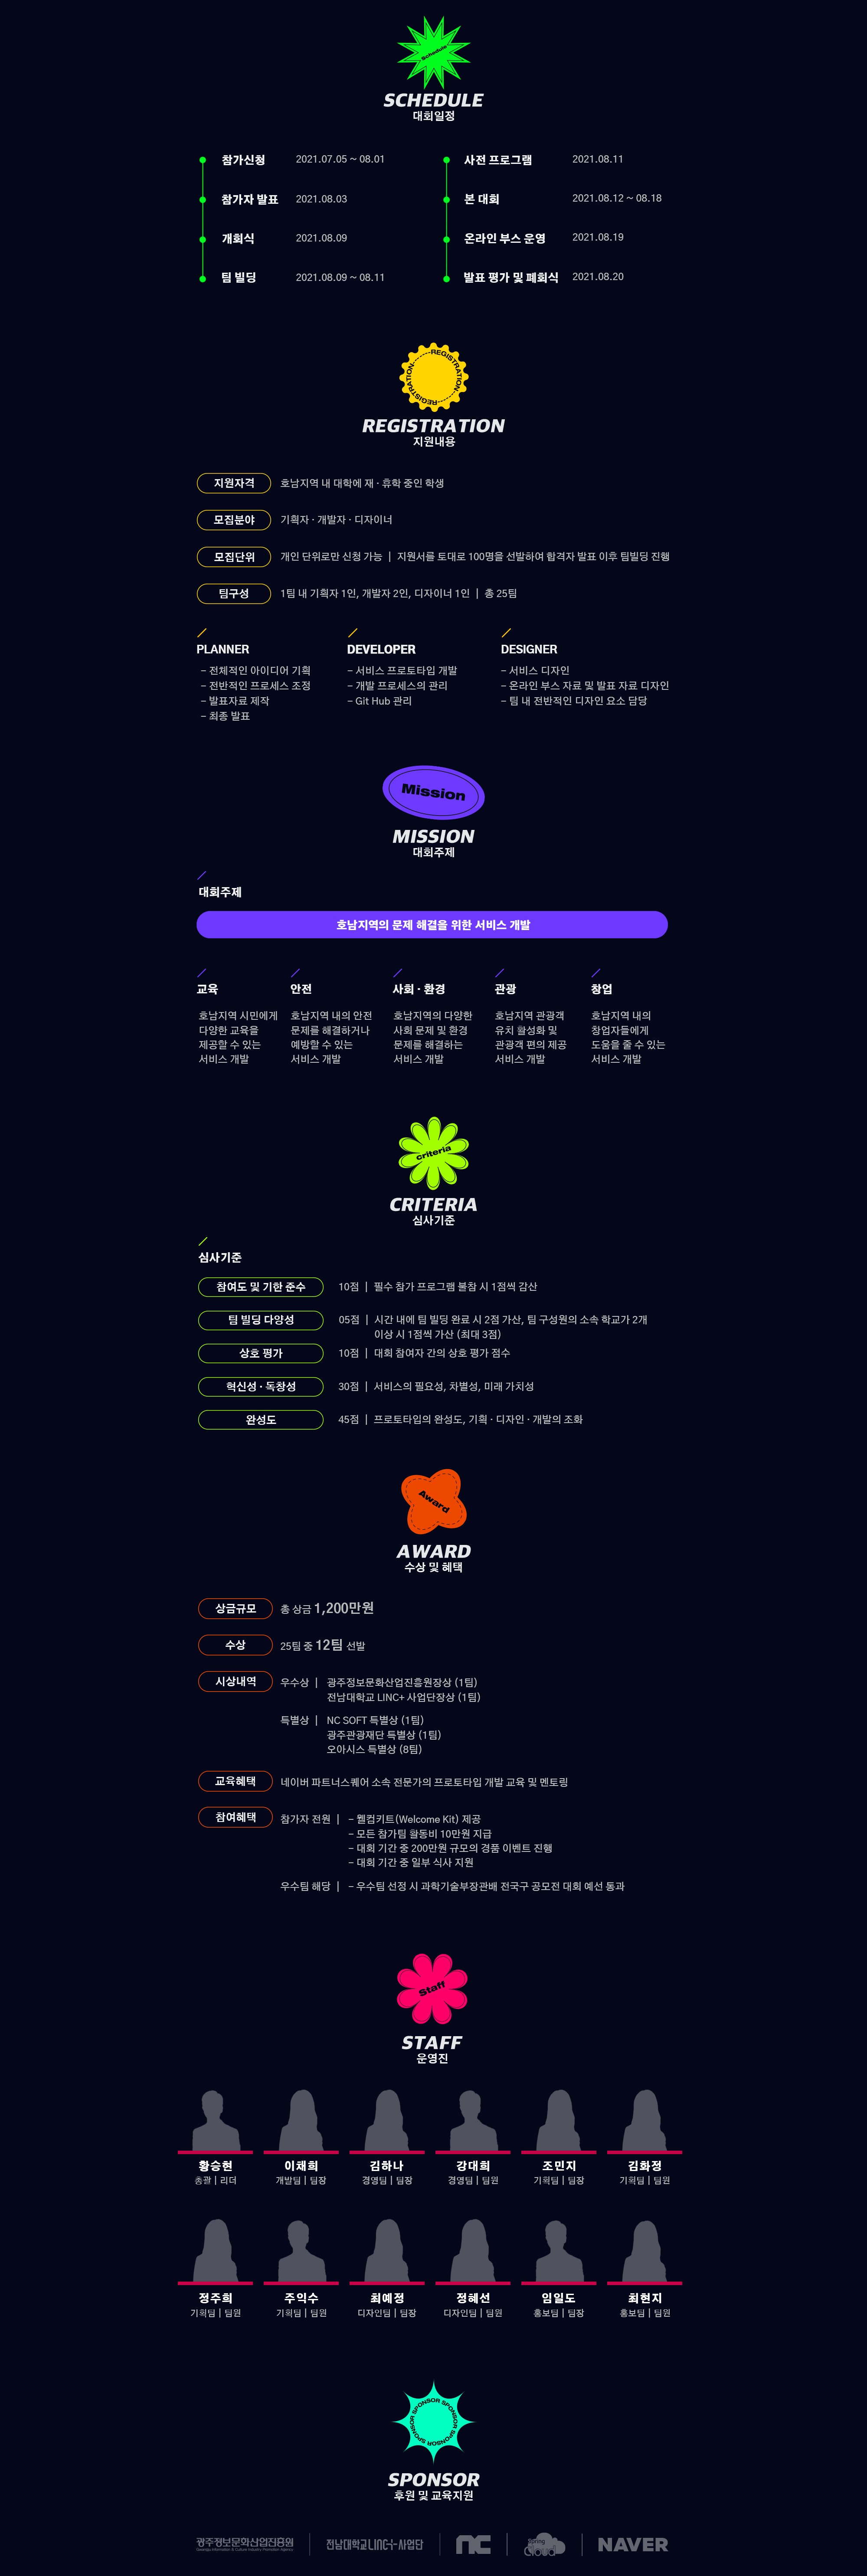 Schedule
SCHEDULE
대회일정
참가신청 2021.07.05 ~ 08.01
참가자 발표 2021.08.03
개회식 2021.08.09
팀 빌딩 2021.08.09 ~ 08.11
사전 프로그램 2021.08.11
본 대회 2021.08.12 ~ 08.18
온라인 부스 운영 2021.08.19
발표 평가 및 폐회식 2021.08.20
REGISTRATION REGISTRATION REGISTRATION
REGISTRATION
지원내용
지원자격 호남지역 내 대학에 재 · 휴학 중인 학생
모집분야 기획자 · 개발자 · 디자이너
모집단위 개인 단위로만 신청 가능 | 지원서를 토대로 100명을 선발하여 합격자 발표 이후 팀빌딩 진행
팀구성 1팀 내 기획자 1인, 개발자 2인, 디자이너 1인 | 총 25팀
PLANNER
- 전체적인 아이디어 기획
- 전반적인 프로세스 조정
- 발표자료 제작
- 최종 발표
DEVELOPER
- 서비스 프로토타입 개발
- 개발 프로세스의 관리
- Git Hub 관리
DESIGNER
- 서비스 디자인
- 온라인 부스 자료 및 발표 자료 디자인
- 팀 내 전반적인 디자인 요소 담당
Mission
MISSION
대회주제
대회주제
호남지역의 문제 해결을 위한 서비스 개발
교육
호남지역 시민에게
다양한 교육을
제공할 수 있는
서비스 개발
안전
호남지역 내의 안전
문제를 해결하거나
예방할 수 있는
서비스 개발
사회 · 환경
호남지역의 다양한
사회 문제 및 환경
문제를 해결하는
서비스 개발
관광
호남지역 관광객
유치 활성화 및
관광객 편의 제공
서비스 개발
창업
호남지역 내의
창업자들에게
도움을 줄 수 있는
서비스 개발
criteria
CRITERIA
심사기준
심사기준
참여도 및 기한 준수 10점 | 필수 참가 프로그램 불참 시 1점씩 감산
팀 빌딩 다양성 05점 | 시간 내에 팀 빌딩 완료 시 2점 가산, 팀 구성원의 소속 학교가 2개
이상 시 1점씩 가산 (최대 3점)
상호 평가 10점 | 대회 참여자 간의 상호 평가 점수
혁신성 · 독창성 30점 | 서비스의 필요성, 차별성, 미래 가치성
완성도 45점 | 프로토타입의 완성도, 기획 · 디자인 · 개발의 조화
Award
AWARD
수상 및 혜택
상금규모 총 상금 1,200만원
수상 25팀 중 12팀 선발
시상내역 우수상 | 광주정보문화산업진흥원장상 (1팀)
전남대학교 LINC+ 사업단장상 (1팀)
특별상 | NC SOFT 특별상 (1팀)
광주관광재단 특별상 (1팀)
오아시스 특별상 (8팀)
교육혜택 네이버 파트너스퀘어 소속 전문가의 프로토타입 개발 교육 및 멘토링
참여혜택 참가자 전원 | - 웰컴키트(Welcome Kit) 제공
- 모든 참가팀 활동비 10만원 지급
- 대회 기간 중 200만원 규모의 경품 이벤트 진행
- 대회 기간 중 일부 식사 지원
우수팀 해당 | - 우수팀 선정 시 과학기술부장관배 전국구 공모전 대회 예선 통과
Staff
STAFF
운영진
황승현
총괄 | 리더
이채희
개발팀 | 팀장
김하나
경영팀 | 팀장
강대희
경영팀 | 팀원
조민지
기획팀 | 팀장
김화정
기획팀 | 팀원
정주희
기획팀 | 팀원
주익수
기획팀 | 팀원
최예정
디자인팀 | 팀장
정혜선
디자인팀 | 팀원
임일도
홍보팀 | 팀장
최현지
홍보팀 | 팀원
SPONSOR SPONSOR SPONSOR SPONSOR
SPONSOR
후원 및 교육지원
광주정보문화산업진흥원
Gwangju Information & Culture Industry Promotion Agency
전남대학교LINC+사업단
NC
Cloud
NAVER